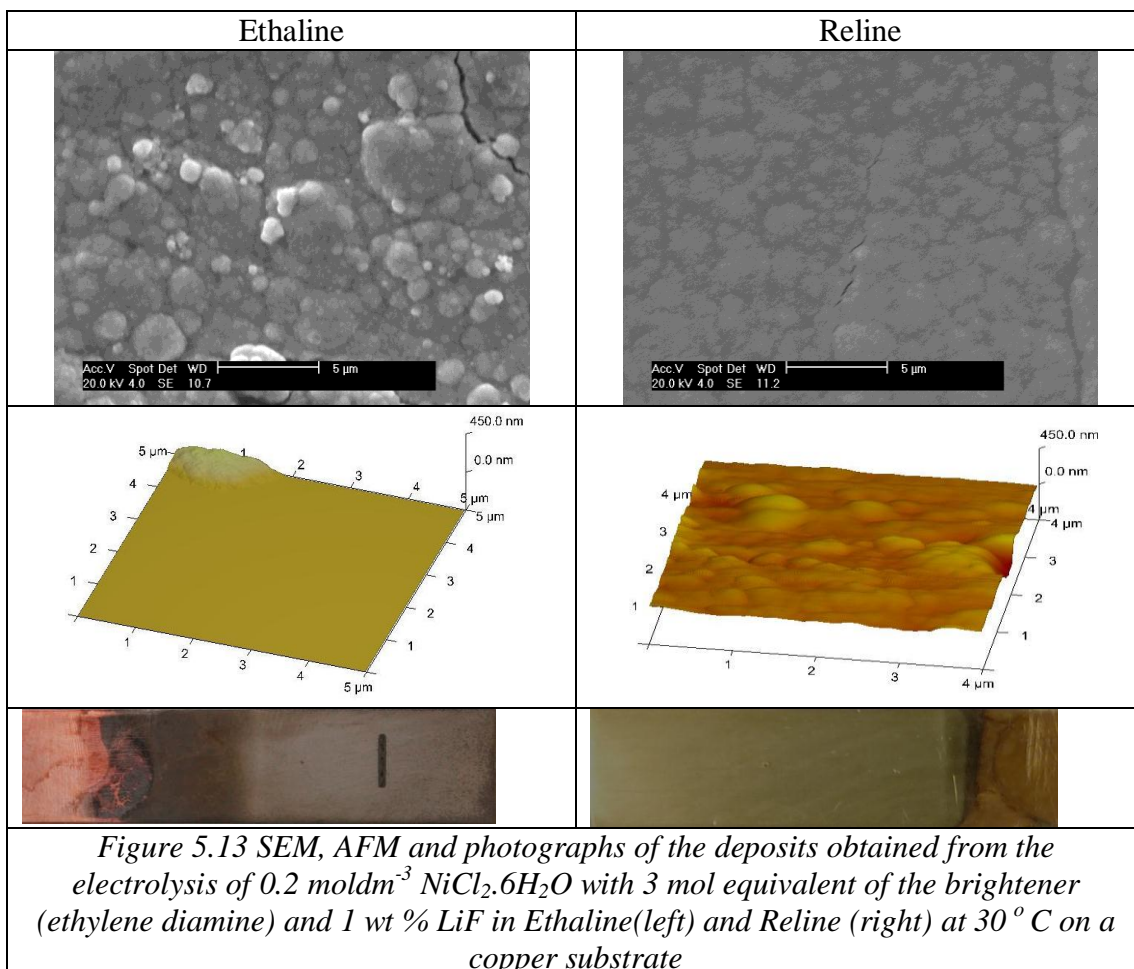 Ethaline
Reline
Acc.V Spot Det WD 5 µm
20.0 kV 4.0 SE 10.7
Acc.V Spot Det WD 5 µm
20.0 kV 4.0 SE 11.2
450.0 nm
0.0 nm
5 µm 1 2 3 4 5 µm
4 5 µm
3 4
2 3
1 2
1
1 2 3 4 5 µm
450.0 nm
0.0 nm
4 µm 4 µm
4 µm
3 3
2 2
1 1
1 2 3 4 µm
Figure 5.13 SEM, AFM and photographs of the deposits obtained from the
electrolysis of 0.2 moldm⁻³ NiCl₂.6H₂O with 3 mol equivalent of the brightener
(ethylene diamine) and 1 wt % LiF in Ethaline(left) and Reline (right) at 30 ᵒ C on a
copper substrate